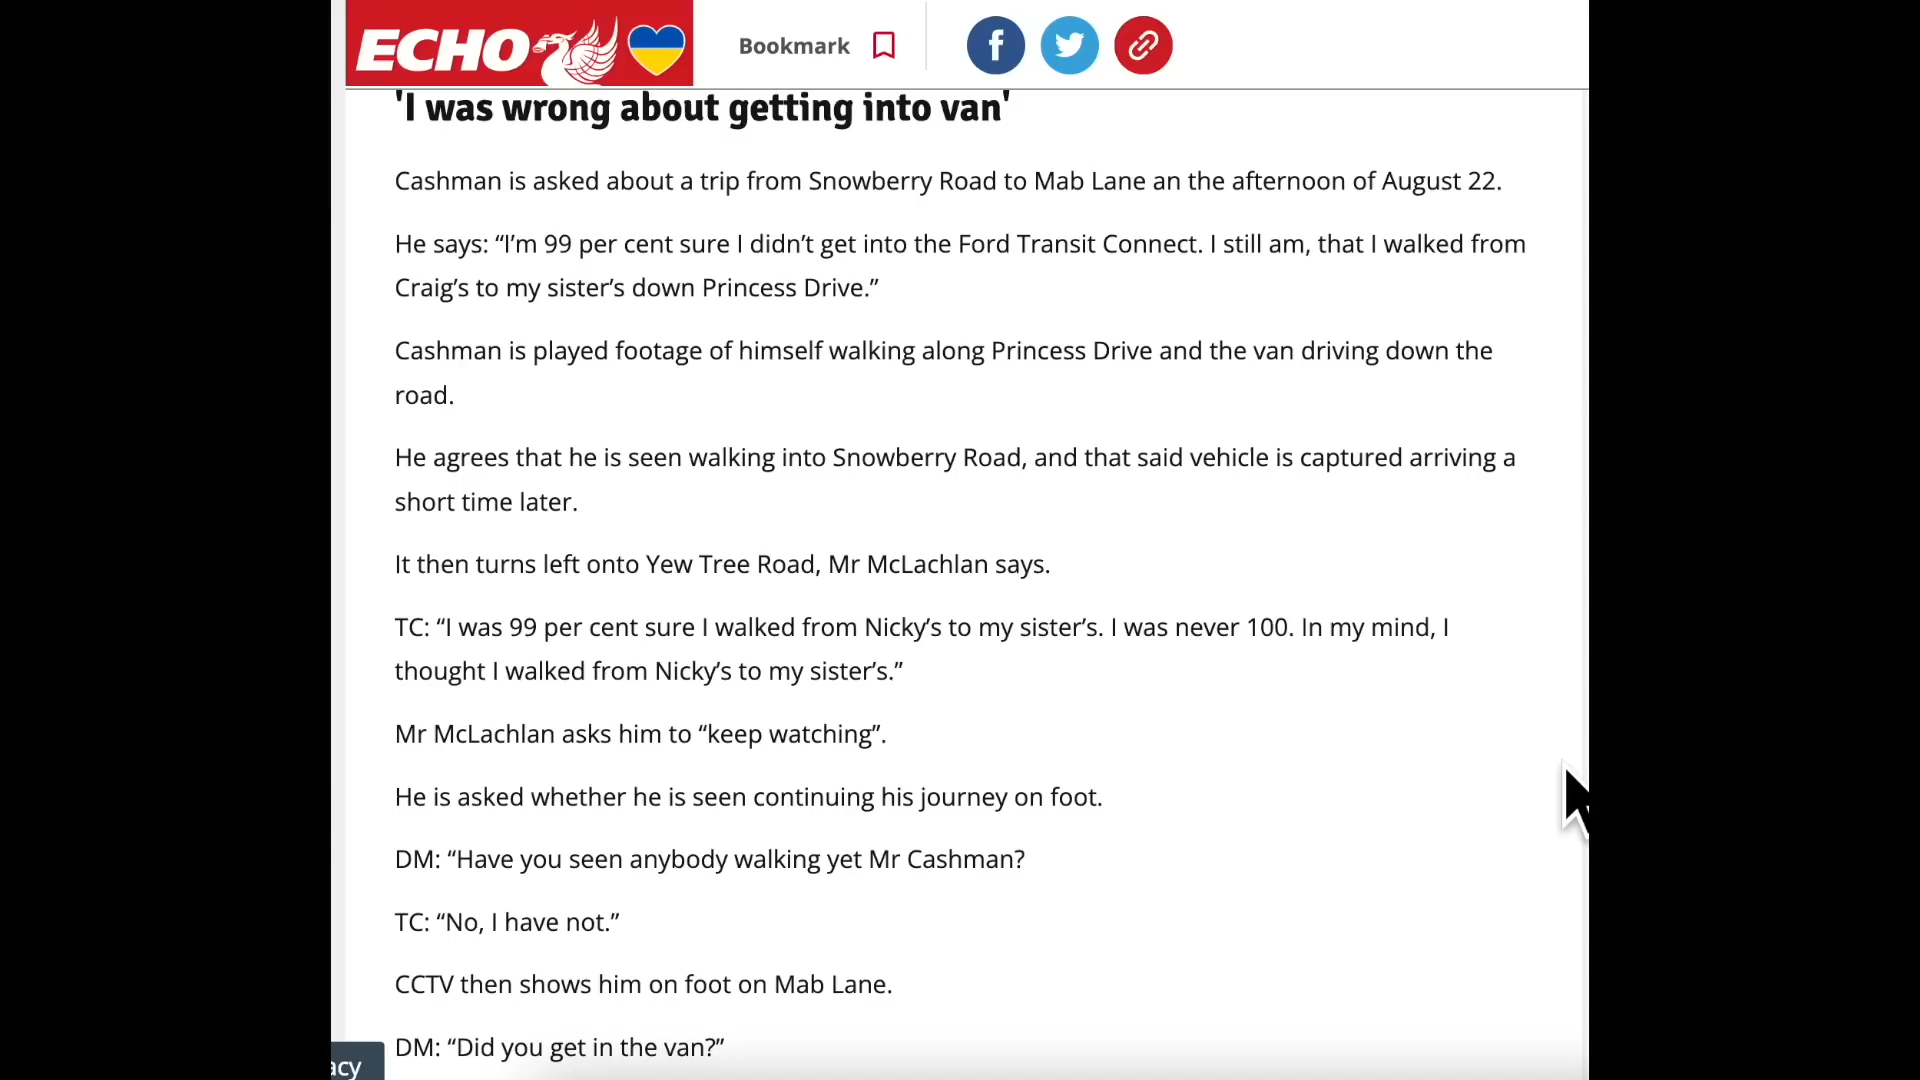 ECHO
Bookmark
'I was wrong about getting into van'
Cashman is asked about a trip from Snowberry Road to Mab Lane an the afternoon of August 22.
He says: “I’m 99 per cent sure I didn’t get into the Ford Transit Connect. I still am, that I walked from
Craig’s to my sister’s down Princess Drive.”
Cashman is played footage of himself walking along Princess Drive and the van driving down the
road.
He agrees that he is seen walking into Snowberry Road, and that said vehicle is captured arriving a
short time later.
It then turns left onto Yew Tree Road, Mr McLachlan says.
TC: “I was 99 per cent sure I walked from Nicky’s to my sister’s. I was never 100. In my mind, I
thought I walked from Nicky’s to my sister’s.”
Mr McLachlan asks him to “keep watching”.
He is asked whether he is seen continuing his journey on foot.
DM: “Have you seen anybody walking yet Mr Cashman?
TC: “No, I have not.”
CCTV then shows him on foot on Mab Lane.
DM: “Did you get in the van?”
acy